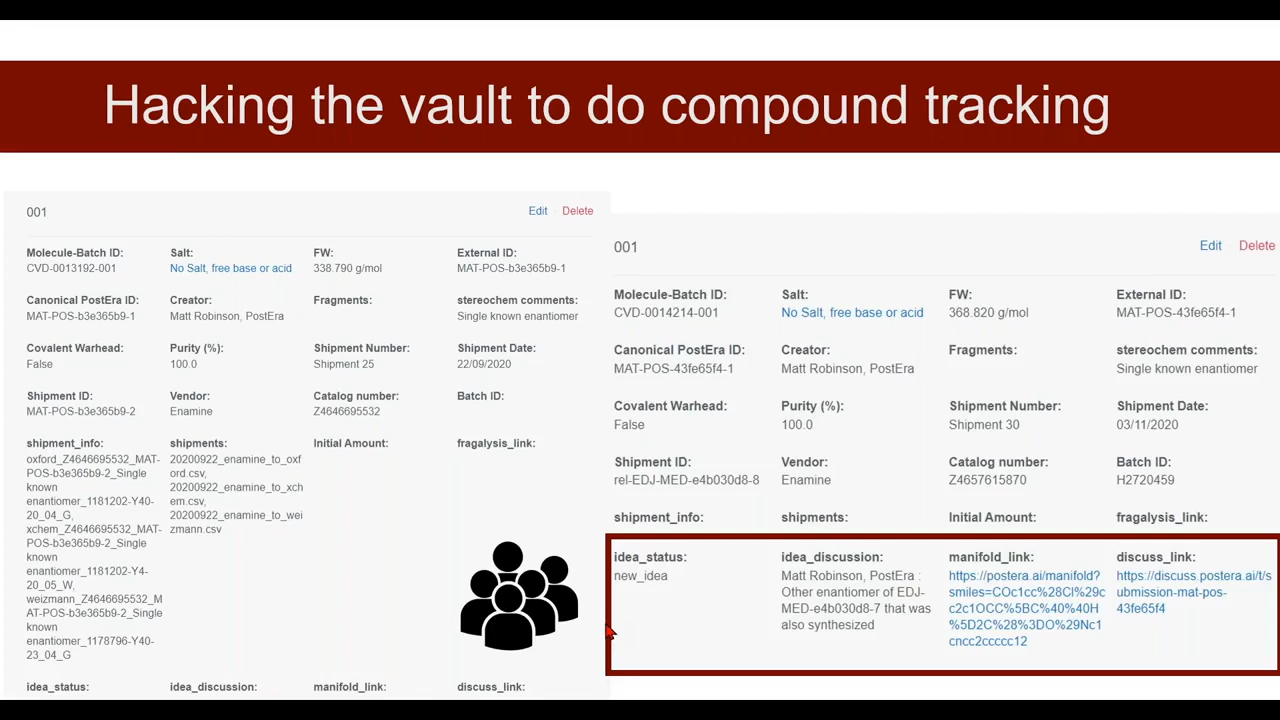 Hacking the vault to do compound tracking
001
Edit Delete
Molecule-Batch ID: Salt: FW: External ID:
CVD-0013192-001 No Salt, free base or acid 338.790 g/mol MAT-POS-b3e365b9-1
Canonical PostEra ID: Creator: Fragments: stereochem comments:
MAT-POS-b3e365b9-1 Matt Robinson, PostEra Single known enantiomer
Covalent Warhead: Purity (%): Shipment Number: Shipment Date:
False 100.0 Shipment 25 22/09/2020
Shipment ID: Vendor: Catalog number: Batch ID:
MAT-POS-b3e365b9-2 Enamine Z4646695532
shipment_info: shipments: Initial Amount: fragalysis_link:
oxford_Z4646695532_MAT-
POS-b3e365b9-2_Single
known
enantiomer_1181202-Y40-
20_04_G,
xchem_Z4646695532_MAT-
POS-b3e365b9-2_Single
known
enantiomer_1181202-Y4-
20_05_W,
weizmann_Z4646695532_M
AT-POS-b3e365b9-2_Single
known
enantiomer_1178796-Y40-
23_04_G
20200922_enamine_to_oxf
ord.csv,
20200922_enamine_to_xch
em.csv,
20200922_enamine_to_wei
zmann.csv
idea_status: idea_discussion: manifold_link: discuss_link:
001
Edit Delete
Molecule-Batch ID: Salt: FW: External ID:
CVD-0014214-001 No Salt, free base or acid 368.820 g/mol MAT-POS-43fe65f4-1
Canonical PostEra ID: Creator: Fragments: stereochem comments:
MAT-POS-43fe65f4-1 Matt Robinson, PostEra Single known enantiomer
Covalent Warhead: Purity (%): Shipment Number: Shipment Date:
False 100.0 Shipment 30 03/11/2020
Shipment ID: Vendor: Catalog number: Batch ID:
rel-EDJ-MED-e4b030d8-8 Enamine Z4657615870 H2720459
shipment_info: shipments: Initial Amount: fragalysis_link:
idea_status: idea_discussion: manifold_link: discuss_link:
new_idea
Matt Robinson, PostEra :
Other enantiomer of EDJ-
MED-e4b030d8-7 that was
also synthesized
https://postera.ai/manifold?
smiles=COc1cc%28Cl%29c
c2c1OCC%5BC%40%40H
%5D2C%28%3DO%29Nc1
cncc2ccccc12
https://discuss.postera.ai/t/s
ubmission-mat-pos-
43fe65f4